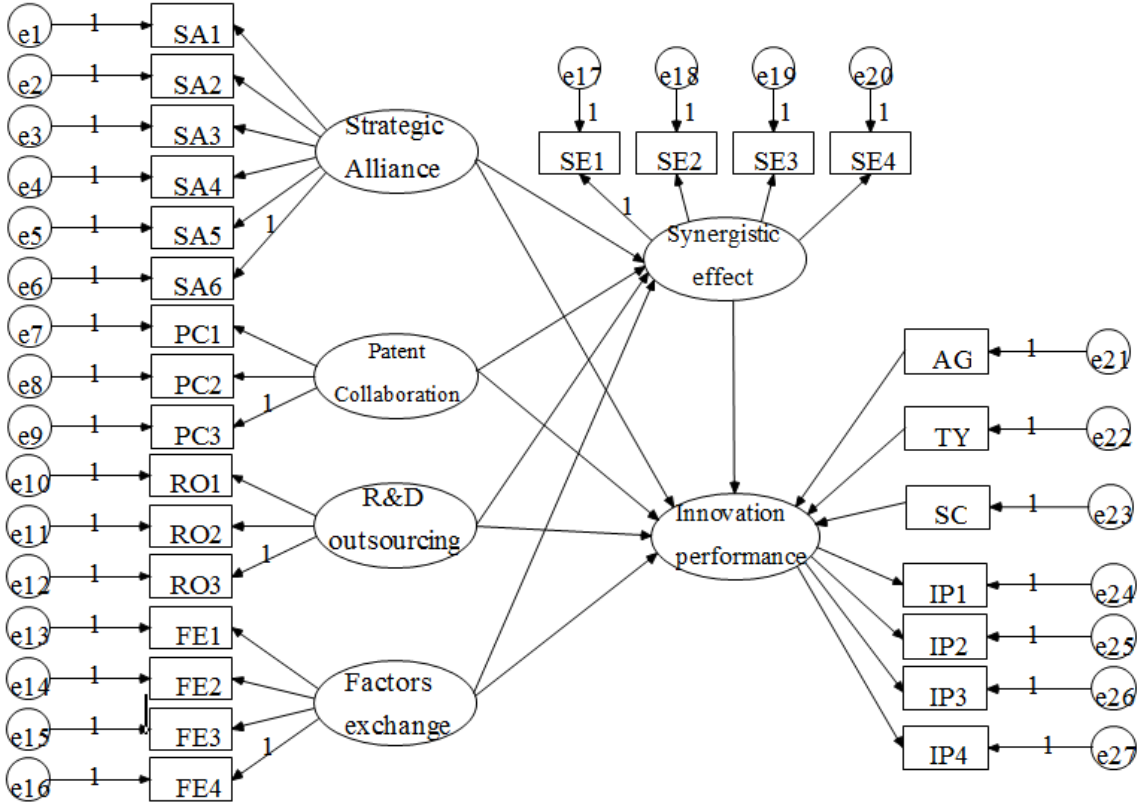 e1 1 SA1
e2 1 SA2
e3 1 SA3
e4 1 SA4
e5 1 SA5 1
e6 1 SA6
Strategic
Alliance
e7 1 PC1
e8 1 PC2
e9 1 PC3 1
Patent
Collaboration
e10 1 RO1
e11 1 RO2
e12 1 RO3 1
R&D
outsourcing
e13 1 FE1
e14 1 FE2
e15 1 FE3
e16 1 FE4 1
Factors
exchange
e17 e18 e19 e20
1 1 1 1
SE1 SE2 SE3 SE4
1
Synergistic
effect
Innovation
performance
AG 1 e21
TY 1 e22
SC 1 e23
IP1 1 e24
IP2 1 e25
IP3 1 e26
IP4 1 e27